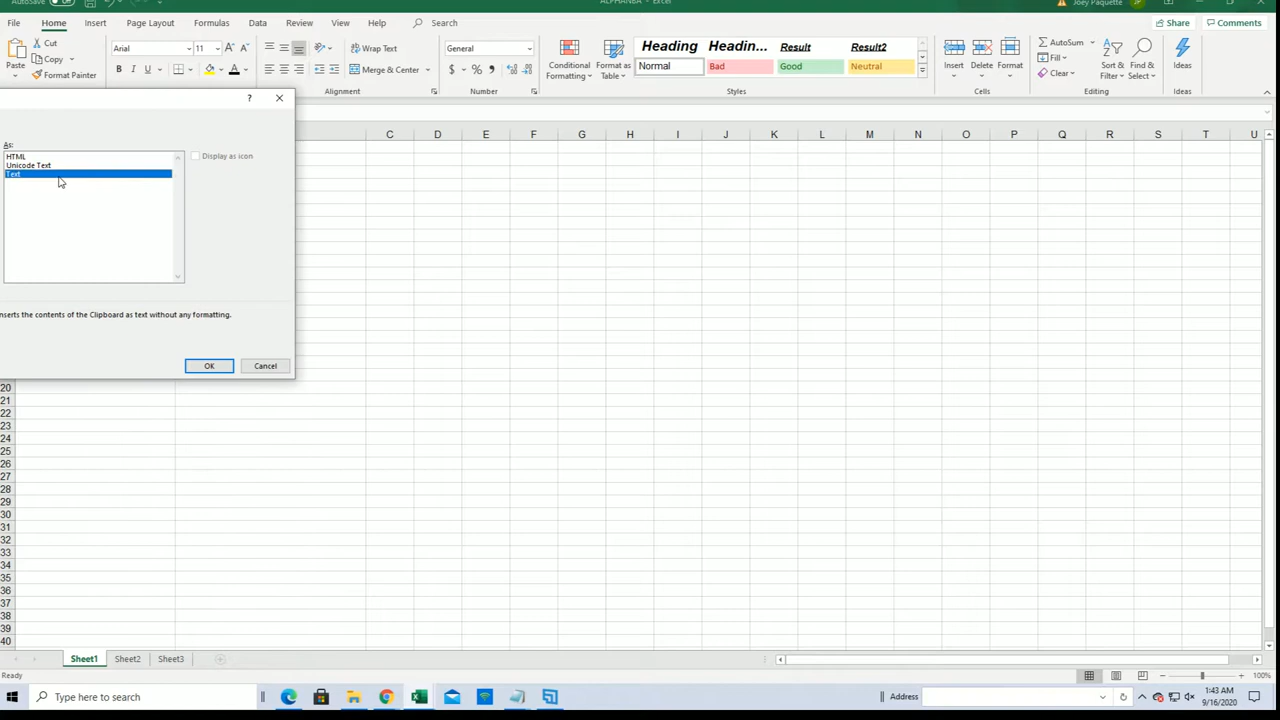 AutoSave
ALPHANBA - Excel
Joey Paquette
JP
File Home Insert Page Layout Formulas Data Review View Help Search
Share Comments
Cut
Copy
Format Painter
Paste
Arial 11
Wrap Text
Merge & Center
General
Conditional Formatting
Format as Table
Heading Headin... Result Result2
Normal Bad Good Neutral
Insert Delete Format
AutoSum
Fill
Clear
Sort & Filter
Find & Select
Ideas
Clipboard Font Alignment Number Styles Cells Editing Ideas
? ×
As:
HTML
Unicode Text
Text
Display as icon
nserts the contents of the Clipboard as text without any formatting.
OK Cancel
C D E F G H I J K L M N O P Q R S T U
20
21
22
23
24
25
26
27
28
29
30
31
32
33
34
35
36
37
38
39
40
Sheet1 Sheet2 Sheet3
Ready
100%
Type here to search
Address
1:43 AM
9/16/2020